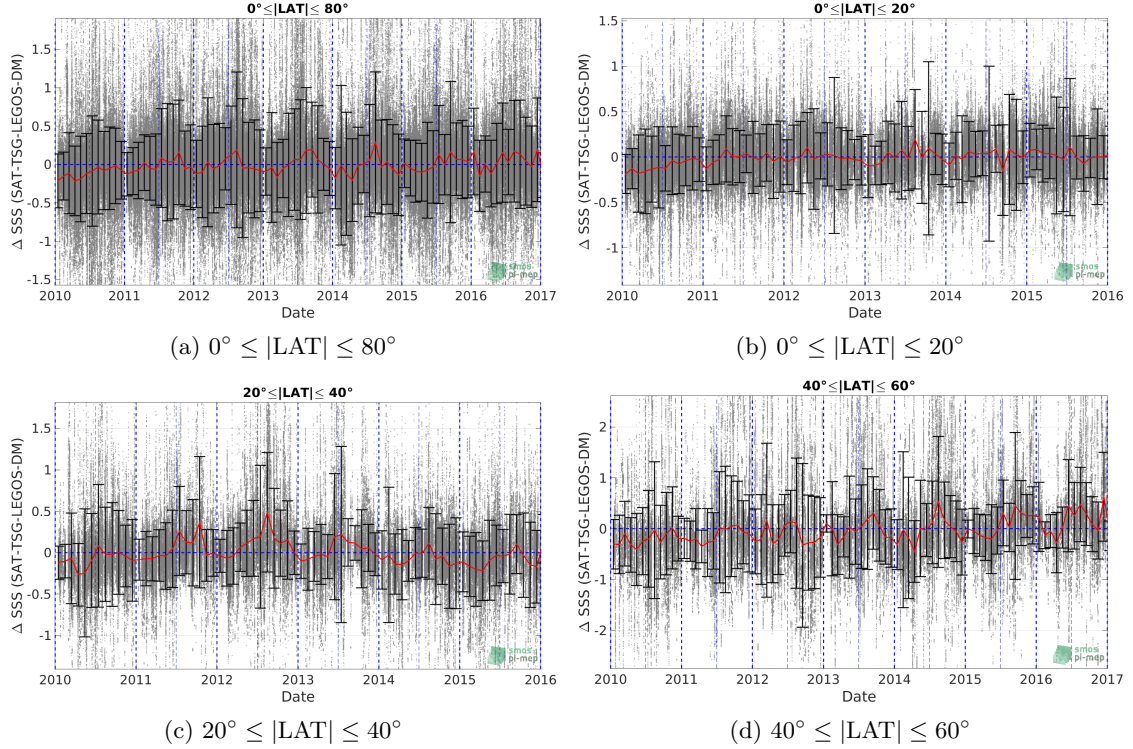 0°≤|LAT|≤ 80°
Δ SSS (SAT-TSG-LEGOS-DM)
1.5
1
0.5
0
-0.5
-1
-1.5
2010 2011 2012 2013 2014 2015 2016 2017
Date
smos
pi-mep
(a) 0° ≤ |LAT| ≤ 80°
0°≤|LAT|≤ 20°
Δ SSS (SAT-TSG-LEGOS-DM)
1.5
1
0.5
0
-0.5
-1
2010 2011 2012 2013 2014 2015 2016
Date
smos
pi-mep
(b) 0° ≤ |LAT| ≤ 20°
20°≤|LAT|≤ 40°
Δ SSS (SAT-TSG-LEGOS-DM)
1.5
1
0.5
0
-0.5
-1
2010 2011 2012 2013 2014 2015 2016
Date
smos
pi-mep
(c) 20° ≤ |LAT| ≤ 40°
40°≤|LAT|≤ 60°
Δ SSS (SAT-TSG-LEGOS-DM)
2
1
0
-1
-2
2010 2011 2012 2013 2014 2015 2016 2017
Date
smos
pi-mep
(d) 40° ≤ |LAT| ≤ 60°